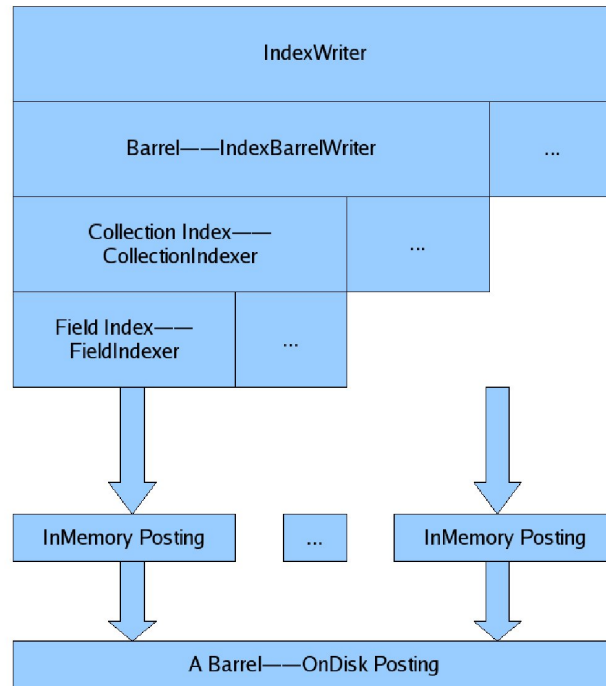 IndexWriter
Barrel——IndexBarrelWriter
...
Collection Index——
CollectionIndexer
...
Field Index——
FieldIndexer
...
InMemory Posting
...
InMemory Posting
A Barrel——OnDisk Posting